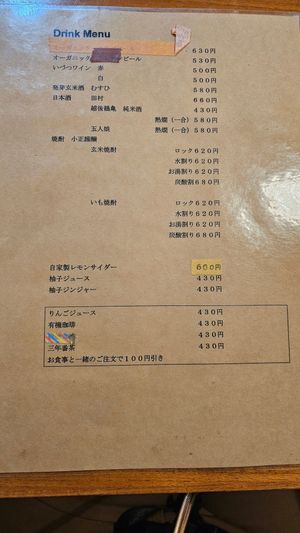 Drink Menu
630円
オーガニック ビール 530円
いづつワイン 赤 500円
白 500円
発芽玄米酒 むすひ 580円
日本酒 田村 660円
越後鶴亀 純米酒 430円
熱燗（一合）580円
五人娘 熱燗（一合）580円
焼酎 小正醸造
玄米焼酎 ロック620円
水割り620円
お湯割り620円
炭酸割680円
いも焼酎 ロック620円
水割り620円
お湯割り620円
炭酸割り680円
自家製レモンサイダー 600円
柚子ジュース 430円
柚子ジンジャー 430円
りんごジュース 430円
有機珈琲 430円
430円
三年番茶 430円
お食事と一緒のご注文で100円引き